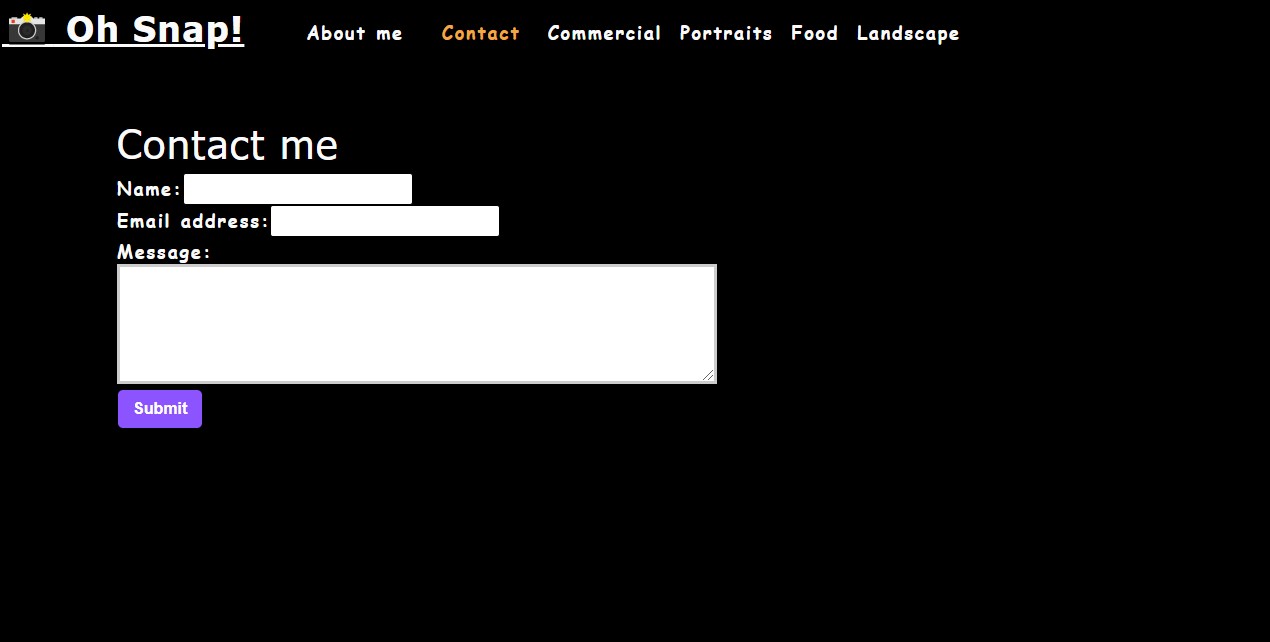 📸 Oh Snap! About me Contact Commercial Portraits Food Landscape
Contact me
Name:
Email address:
Message:
Submit